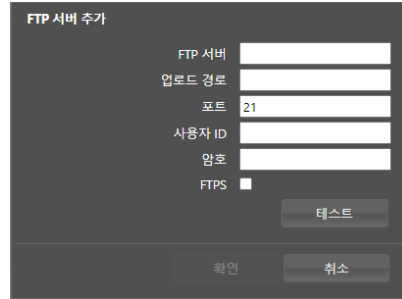 FTP 서버 추가
FTP 서버
업로드 경로
포트 21
사용자 ID
암호
FTPS
테스트
확인 취소